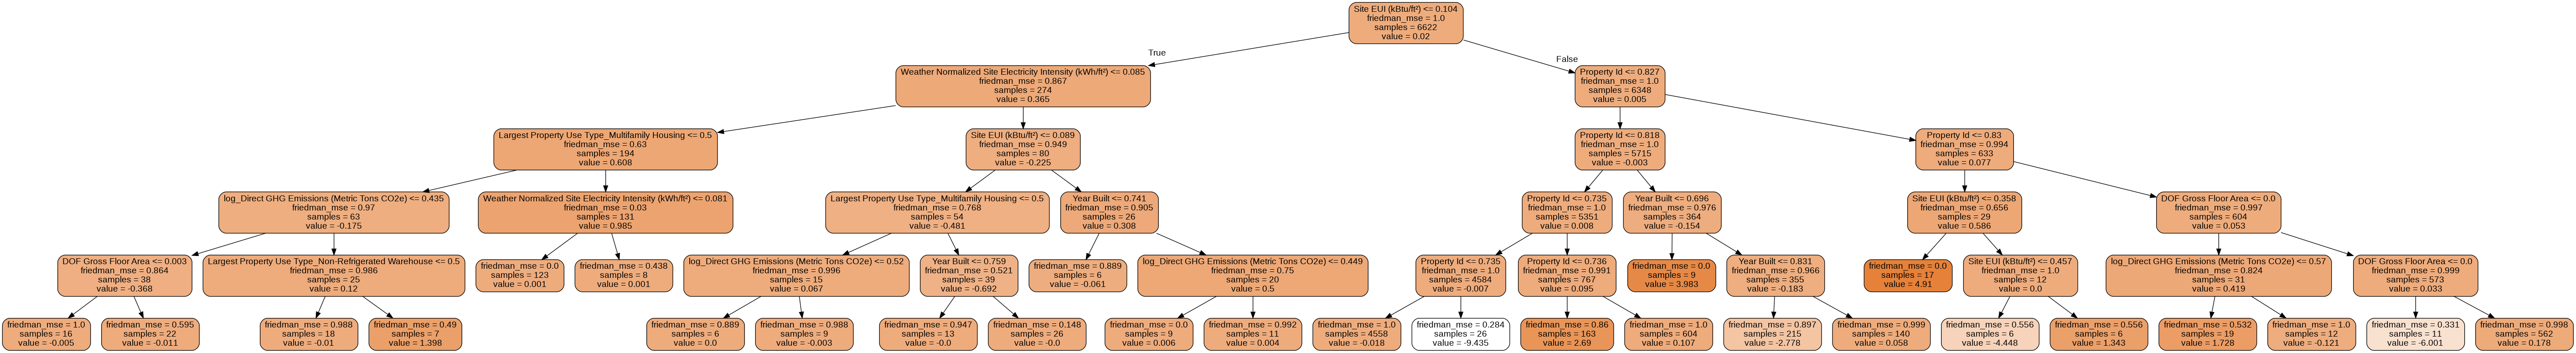 Site EUI (kBtu/ft²) <= 0.104
friedman_mse = 1.0
samples = 6622
value = 0.02
True
False
Weather Normalized Site Electricity Intensity (kWh/ft²) <= 0.085
friedman_mse = 0.867
samples = 274
value = 0.365
Property Id <= 0.827
friedman_mse = 1.0
samples = 6348
value = 0.005
Largest Property Use Type_Multifamily Housing <= 0.5
friedman_mse = 0.63
samples = 194
value = 0.608
Site EUI (kBtu/ft²) <= 0.089
friedman_mse = 0.949
samples = 80
value = -0.225
Property Id <= 0.818
friedman_mse = 1.0
samples = 5715
value = -0.003
Property Id <= 0.83
friedman_mse = 0.994
samples = 633
value = 0.077
log_Direct GHG Emissions (Metric Tons CO2e) <= 0.435
friedman_mse = 0.97
samples = 63
value = -0.175
Weather Normalized Site Electricity Intensity (kWh/ft²) <= 0.081
friedman_mse = 0.03
samples = 131
value = 0.985
Largest Property Use Type_Multifamily Housing <= 0.5
friedman_mse = 0.768
samples = 54
value = -0.481
Year Built <= 0.741
friedman_mse = 0.905
samples = 26
value = 0.308
Property Id <= 0.735
friedman_mse = 1.0
samples = 5351
value = 0.008
Year Built <= 0.696
friedman_mse = 0.976
samples = 364
value = -0.154
Site EUI (kBtu/ft²) <= 0.358
friedman_mse = 0.656
samples = 29
value = 0.586
DOF Gross Floor Area <= 0.0
friedman_mse = 0.997
samples = 604
value = 0.053
DOF Gross Floor Area <= 0.003
friedman_mse = 0.864
samples = 38
value = -0.368
Largest Property Use Type_Non-Refrigerated Warehouse <= 0.5
friedman_mse = 0.986
samples = 25
value = 0.12
friedman_mse = 0.0
samples = 123
value = 0.001
friedman_mse = 0.438
samples = 8
value = 0.001
log_Direct GHG Emissions (Metric Tons CO2e) <= 0.52
friedman_mse = 0.996
samples = 15
value = 0.067
Year Built <= 0.759
friedman_mse = 0.521
samples = 39
value = -0.692
friedman_mse = 0.889
samples = 6
value = -0.061
log_Direct GHG Emissions (Metric Tons CO2e) <= 0.449
friedman_mse = 0.75
samples = 20
value = 0.5
Property Id <= 0.735
friedman_mse = 1.0
samples = 4584
value = -0.007
Property Id <= 0.736
friedman_mse = 0.991
samples = 767
value = 0.095
friedman_mse = 0.0
samples = 9
value = 3.983
Year Built <= 0.831
friedman_mse = 0.966
samples = 355
value = -0.183
friedman_mse = 0.0
samples = 17
value = 4.91
Site EUI (kBtu/ft²) <= 0.457
friedman_mse = 1.0
samples = 12
value = 0.0
log_Direct GHG Emissions (Metric Tons CO2e) <= 0.57
friedman_mse = 0.824
samples = 31
value = 0.419
DOF Gross Floor Area <= 0.0
friedman_mse = 0.999
samples = 573
value = 0.033
friedman_mse = 1.0
samples = 16
value = -0.005
friedman_mse = 0.595
samples = 22
value = -0.011
friedman_mse = 0.988
samples = 18
value = -0.01
friedman_mse = 0.49
samples = 7
value = 1.398
friedman_mse = 0.889
samples = 6
value = 0.0
friedman_mse = 0.988
samples = 9
value = -0.003
friedman_mse = 0.947
samples = 13
value = -0.0
friedman_mse = 0.148
samples = 26
value = -0.0
friedman_mse = 0.0
samples = 9
value = 0.006
friedman_mse = 0.992
samples = 11
value = 0.004
friedman_mse = 1.0
samples = 4558
value = -0.018
friedman_mse = 0.284
samples = 26
value = -9.435
friedman_mse = 0.86
samples = 163
value = 2.69
friedman_mse = 1.0
samples = 604
value = 0.107
friedman_mse = 0.897
samples = 215
value = -2.778
friedman_mse = 0.999
samples = 140
value = 0.058
friedman_mse = 0.556
samples = 6
value = -4.448
friedman_mse = 0.556
samples = 6
value = 1.343
friedman_mse = 0.532
samples = 19
value = 1.728
friedman_mse = 1.0
samples = 12
value = -0.121
friedman_mse = 0.331
samples = 11
value = -6.001
friedman_mse = 0.998
samples = 562
value = 0.178